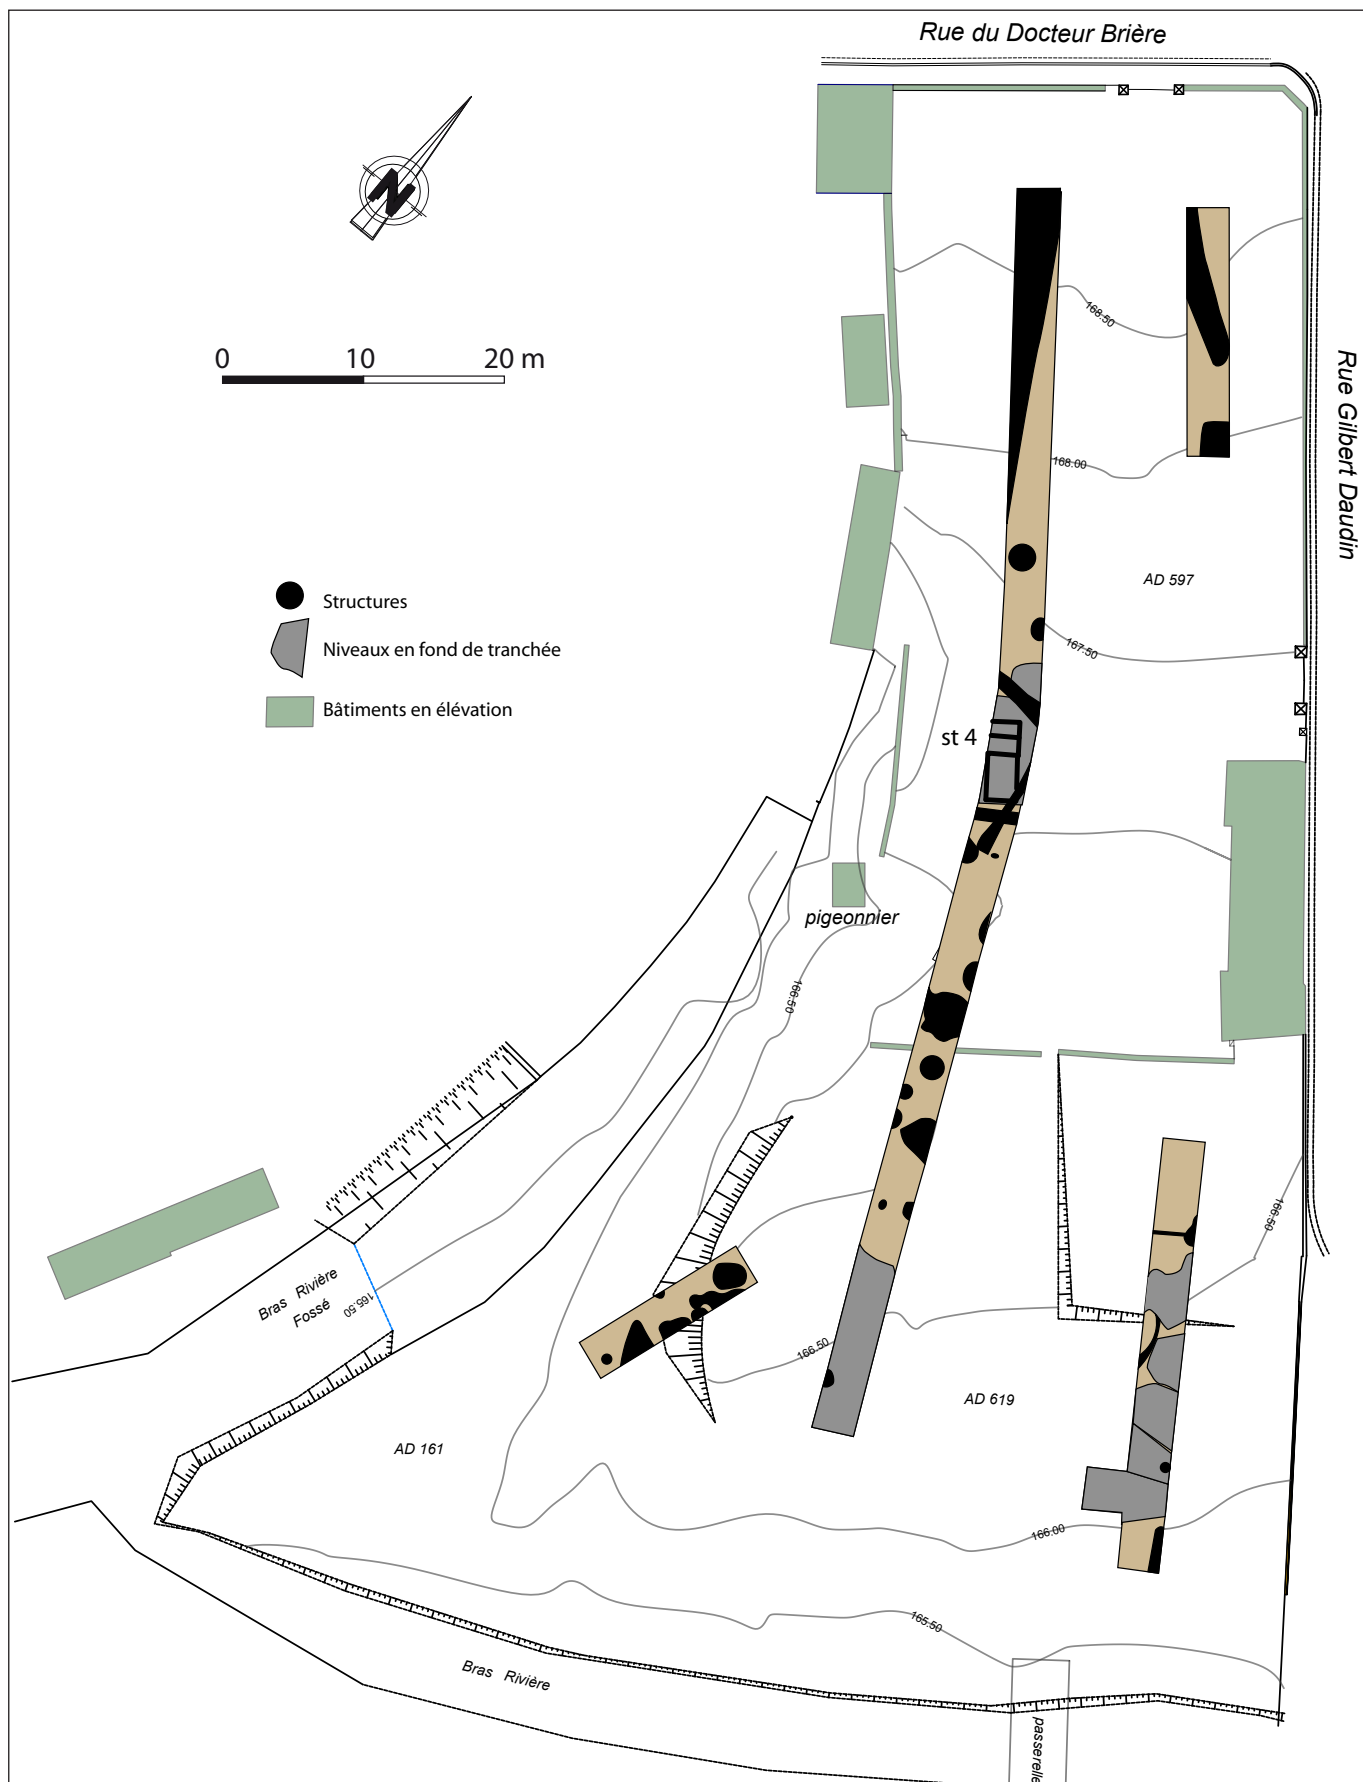 Rue du Docteur Brière
N
168.50
0 10 20 m
Rue Gilbert Daudin
168.00
AD 597
Structures
Niveaux en fond de tranchée
167.50
Bâtiments en élévation
st 4
pigeonnier
166.50
166.50
Bras Rivière
Fossé
165.50
166.50
AD 619
AD 161
166.00
165.50
Bras Rivière
passerelle